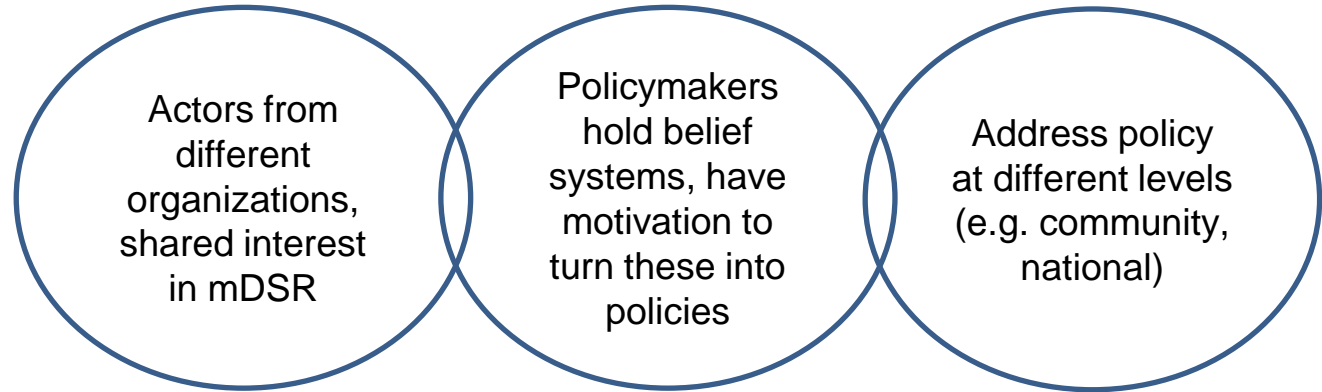 Actors from
different
organizations,
shared interest
in mDSR
Policymakers
hold belief
systems, have
motivation to
turn these into
policies
Address policy
at different levels
(e.g. community,
national)